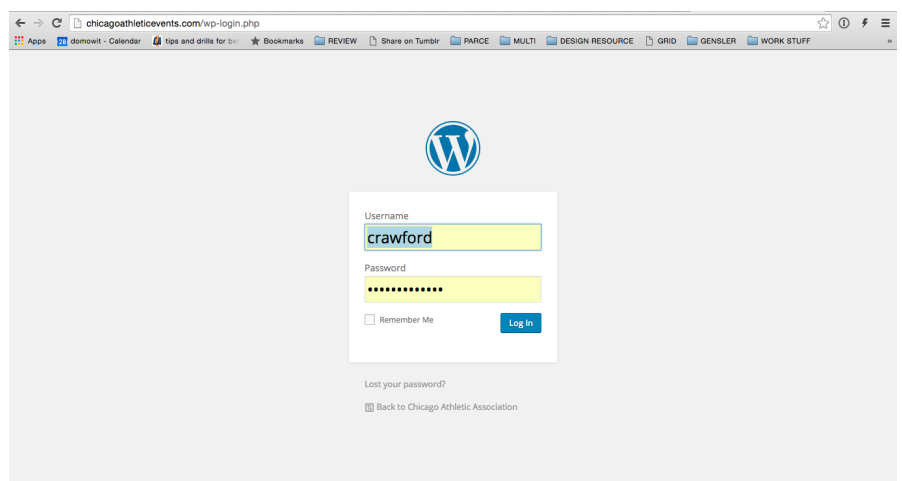 chicagoathleticevents.com/wp-login.php
Apps 28 domowit - Calendar tips and drills for be Bookmarks REVIEW Share on Tumblr PARCE MULTI DESIGN RESOURCE GRID GENSLER WORK STUFF »
W
Username
crawford
Password
•••••••••••••
Remember Me
Log In
Lost your password?
Back to Chicago Athletic Association